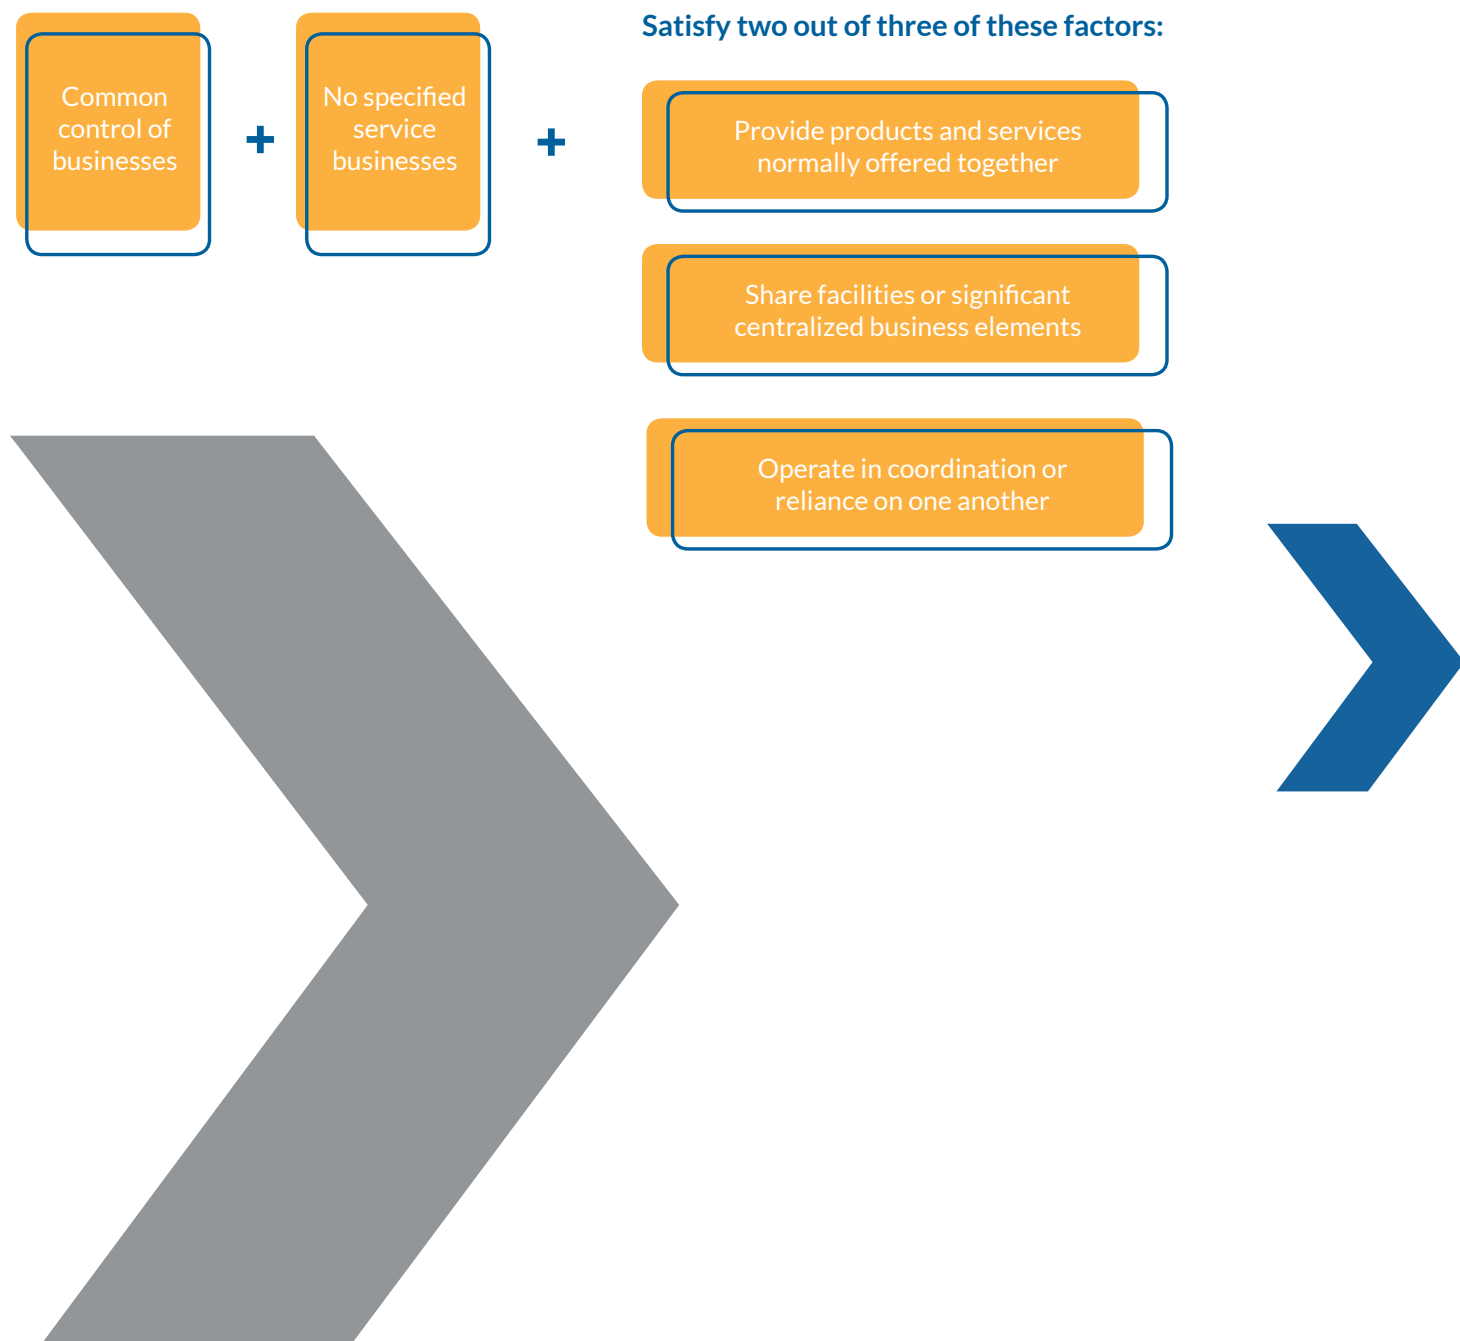 Satisfy two out of three of these factors:
Common
control of
businesses
+
No specified
service
businesses
+
Provide products and services
normally offered together
Share facilities or significant
centralized business elements
Operate in coordination or
reliance on one another